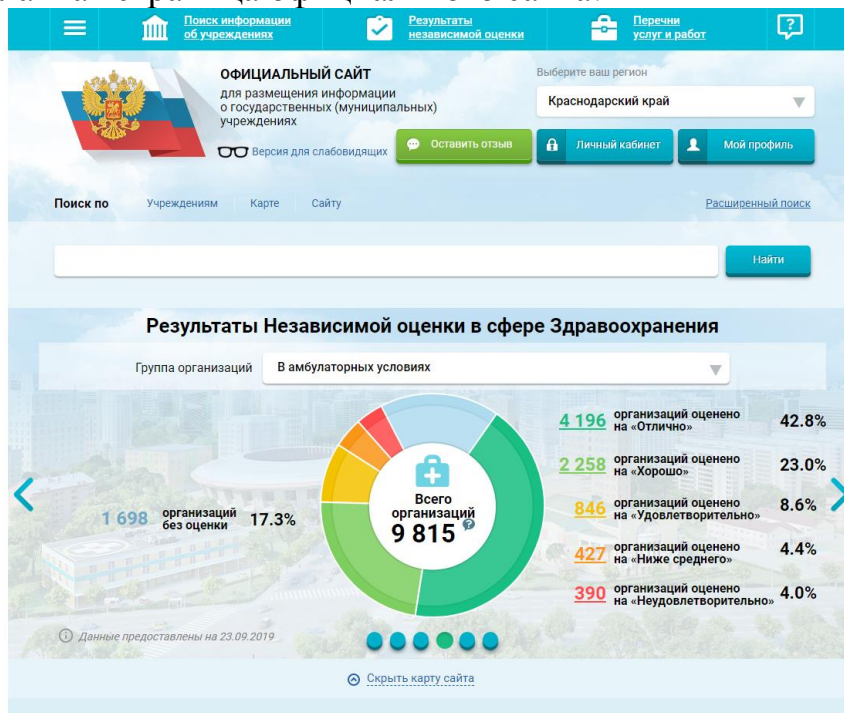 Поиск информации
об учреждениях
Результаты
независимой оценки
Перечни
услуг и работ
?
ОФИЦИАЛЬНЫЙ САЙТ
для размещения информации
о государственных (муниципальных)
учреждениях
Версия для слабовидящих
Оставить отзыв
Выберите ваш регион
Краснодарский край
Личный кабинет
Мой профиль
Поиск по
Учреждениям
Карте
Сайту
Расширенный поиск
Найти
Результаты Независимой оценки в сфере Здравоохранения
Группа организаций
В амбулаторных условиях
1 698 организаций без оценки 17.3%
Всего
организаций
9 815 ?
4 196 организаций оценено на «Отлично» 42.8%
2 258 организаций оценено на «Хорошо» 23.0%
846 организаций оценено на «Удовлетворительно» 8.6%
427 организаций оценено на «Ниже среднего» 4.4%
390 организаций оценено на «Неудовлетворительно» 4.0%
Данные предоставлены на 23.09.2019
Скрыть карту сайта